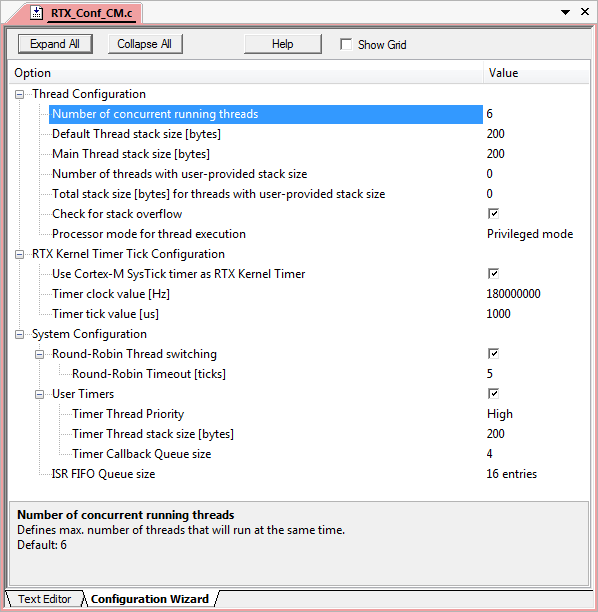 RTX_Conf_CM.c
Expand All Collapse All Help Show Grid
Option Value
Thread Configuration
Number of concurrent running threads 6
Default Thread stack size [bytes] 200
Main Thread stack size [bytes] 200
Number of threads with user-provided stack size 0
Total stack size [bytes] for threads with user-provided stack size 0
Check for stack overflow
Processor mode for thread execution Privileged mode
RTX Kernel Timer Tick Configuration
Use Cortex-M SysTick timer as RTX Kernel Timer
Timer clock value [Hz] 180000000
Timer tick value [us] 1000
System Configuration
Round-Robin Thread switching
Round-Robin Timeout [ticks] 5
User Timers
Timer Thread Priority High
Timer Thread stack size [bytes] 200
Timer Callback Queue size 4
ISR FIFO Queue size 16 entries
Number of concurrent running threads
Defines max. number of threads that will run at the same time.
Default: 6
Text Editor Configuration Wizard